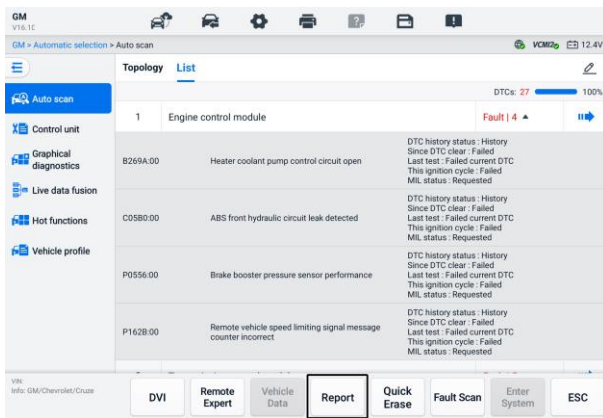 GM
V16.10
GM > Automatic selection > Auto scan
VCMI2
12.4V
Topology List
DTCs: 27 100%
Auto scan
Control unit
Graphical
diagnostics
Live data fusion
Hot functions
Vehicle profile
1 Engine control module Fault | 4
B269A:00 Heater coolant pump control circuit open
DTC history status : History
Since DTC clear : Failed
Last test : Failed current DTC
This ignition cycle : Failed
MIL status : Requested
C05B0:00 ABS front hydraulic circuit leak detected
DTC history status : History
Since DTC clear : Failed
Last test : Failed current DTC
This ignition cycle : Failed
MIL status : Requested
P0556:00 Brake booster pressure sensor performance
DTC history status : History
Since DTC clear : Failed
Last test : Failed current DTC
This ignition cycle : Failed
MIL status : Requested
P162B:00 Remote vehicle speed limiting signal message
counter incorrect
DTC history status : History
Since DTC clear : Failed
Last test : Failed current DTC
This ignition cycle : Failed
MIL status : Requested
VIN:
Info: GM/Chevrolet/Cruze
DVI
Remote
Expert
Vehicle
Data
Report
Quick
Erase
Fault Scan
Enter
System
ESC